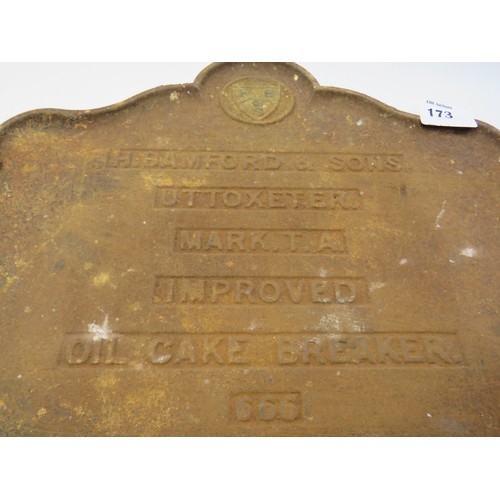 173
H. BAMFORD & SONS.
UTTOXETER.
MARK. T. A.
IMPROVED
OIL CAKE BREAKER.